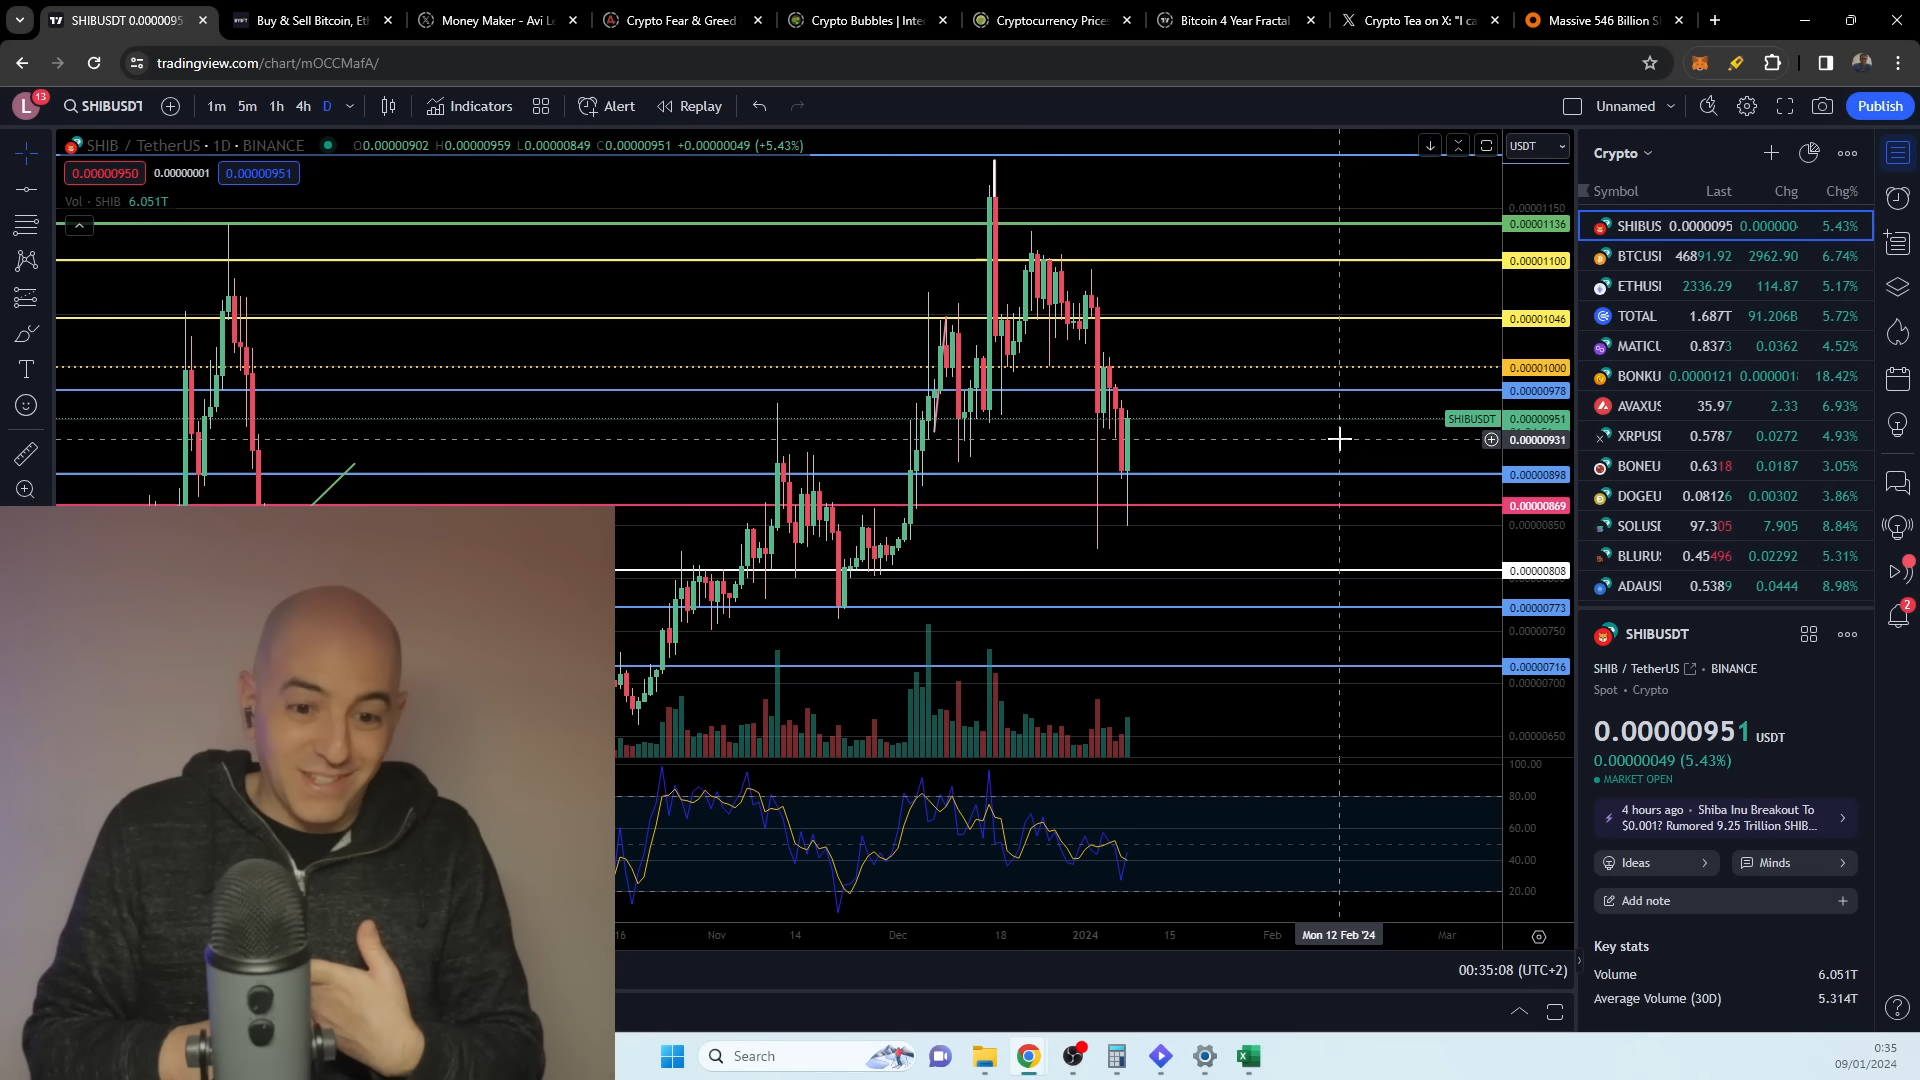 SHIBUSDT 0.00000095
Buy & Sell Bitcoin, Et
Money Maker - Avi Le
Crypto Fear & Greed
Crypto Bubbles | Inter
Cryptocurrency Price
Bitcoin 4 Year Fractal
Crypto Tea on X: "I ca
Massive 546 Billion S
tradingview.com/chart/mOCCMafA/
L
13
SHIBUSDT
1m
5m
1h
4h
D
Indicators
Alert
Replay
Unnamed
Publish
SHIB / TetherUS · 1D · BINANCE
O0.00000902 H0.00000959 L0.00000849 C0.00000951 +0.00000049 (+5.43%)
USDT
0.00000950
0.00000001
0.00000951
Vol · SHIB 6.051T
0.00001150
0.00001136
0.00001100
0.00001046
0.00001000
0.00000978
SHIBUSDT
0.00000951
0.00000931
0.00000898
0.00000869
0.00000850
0.00000808
0.00000773
0.00000750
0.00000716
0.00000700
0.00000650
100.00
80.00
60.00
40.00
20.00
16
Nov
14
Dec
18
2024
15
Feb
Mon 12 Feb '24
Mar
00:35:08 (UTC+2)
Crypto
Symbol Last Chg Chg%
SHIBUS 0.0000095 0.000000 5.43%
BTCUSI 46891.92 2962.90 6.74%
ETHUSI 2336.29 114.87 5.17%
TOTAL 1.687T 91.206B 5.72%
MATICU 0.8373 0.0362 4.52%
BONKU 0.0000121 0.000001 18.42%
AVAXUS 35.97 2.33 6.93%
XRPUSI 0.5787 0.0272 4.93%
BONEU 0.6318 0.0187 3.05%
DOGEU 0.08126 0.00302 3.86%
SOLUSI 97.305 7.905 8.84%
BLURU 0.45496 0.02292 5.31%
ADAUSI 0.5389 0.0444 8.98%
SHIBUSDT
SHIB / TetherUS · BINANCE
Spot · Crypto
0.00000951 USDT
0.00000049 (5.43%)
MARKET OPEN
4 hours ago · Shiba Inu Breakout To
$0.001? Rumored 9.25 Trillion SHIB...
Ideas
Minds
Add note
Key stats
Volume 6.051T
Average Volume (30D) 5.314T
2
Search
0:35
09/01/2024